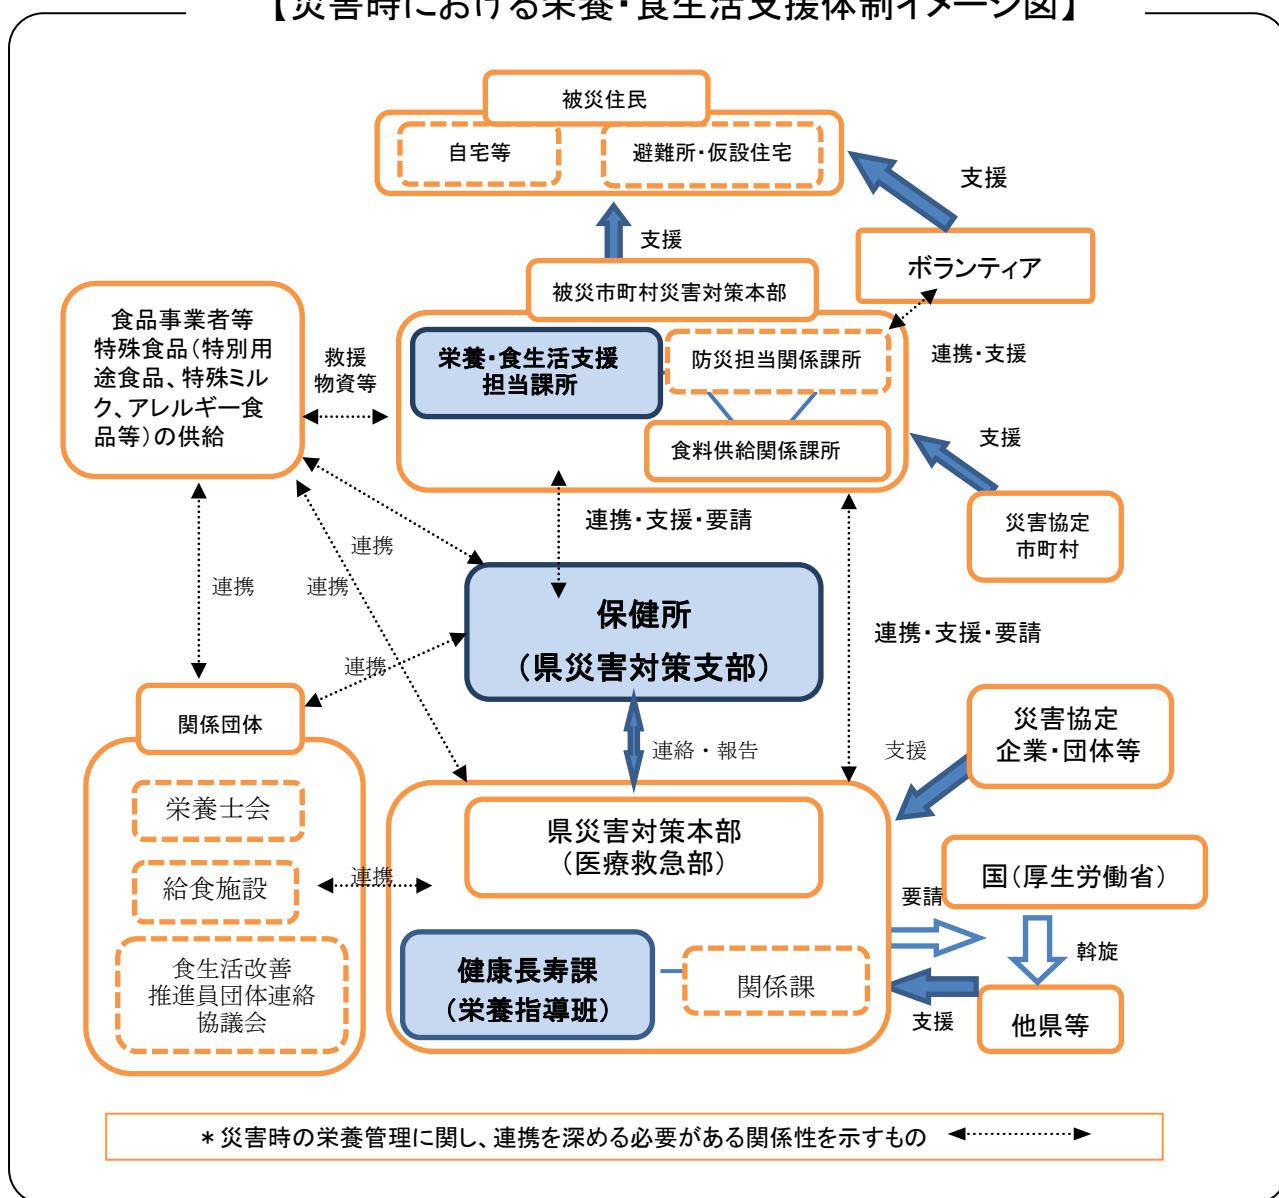 【災害時における栄養・食生活支援体制イメージ図】
被災住民
自宅等
避難所・仮設住宅
支援
支援
ボランティア
被災市町村災害対策本部
食品事業者等
特殊食品（特別用
途食品、特殊ミル
ク、アレルギー食
品等）の供給
救援
物資等
栄養・食生活支援
担当課所
防災担当関係課所
連携・支援
食料供給関係課所
支援
災害協定
市町村
連携・支援・要請
連携
連携
連携
保健所
（県災害対策支部）
連携・支援・要請
連携
関係団体
連絡・報告
支援
災害協定
企業・団体等
栄養士会
県災害対策本部
（医療救急部）
給食施設
連携
国（厚生労働省）
要請
斡旋
食生活改善
推進員団体連絡
協議会
健康長寿課
（栄養指導班）
関係課
支援
他県等
＊災害時の栄養管理に関し、連携を深める必要がある関係性を示すもの